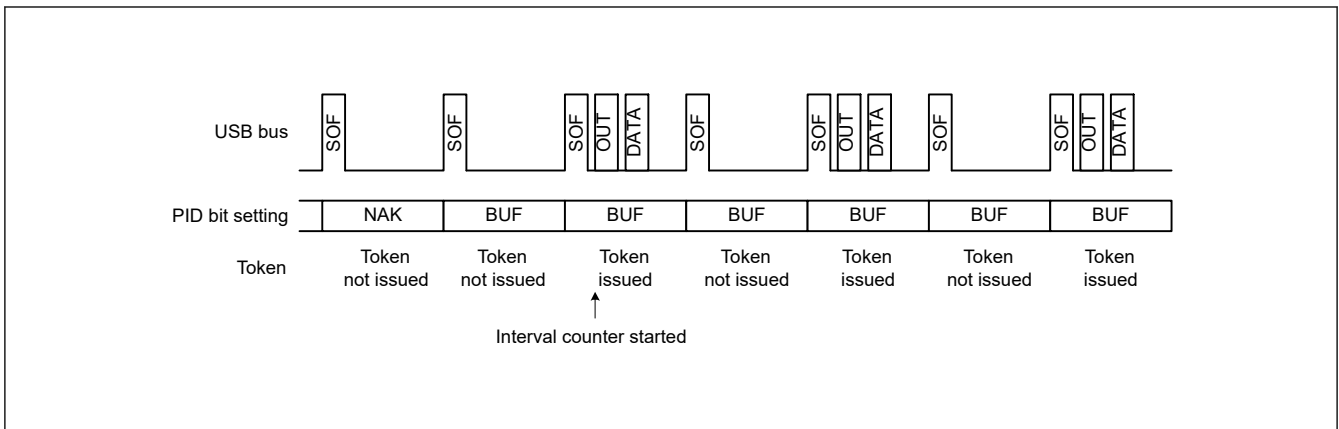 USB bus
SOF SOF SOF OUT DATA SOF SOF OUT DATA SOF SOF OUT DATA
PID bit setting NAK BUF BUF BUF BUF BUF BUF
Token
Token not issued
Token not issued
Token issued
Token not issued
Token issued
Token not issued
Token issued
Interval counter started